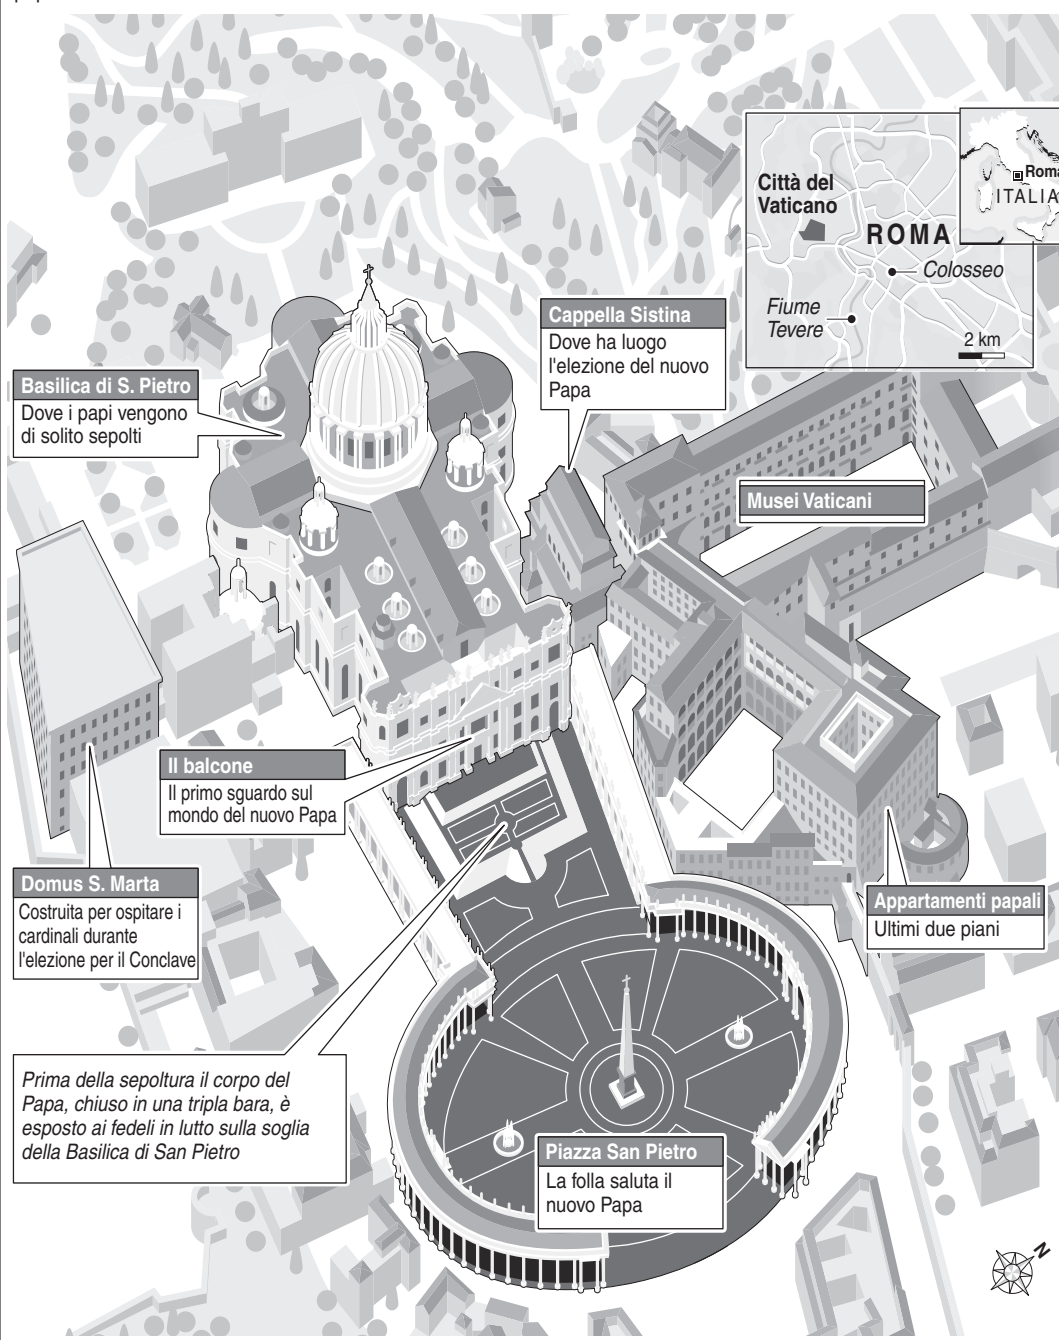 Città del
Vaticano
ROMA
Colosseo
Fiume
Tevere
2 km
Roma
ITALIA
Cappella Sistina
Dove ha luogo
l'elezione del nuovo
Papa
Basilica di S. Pietro
Dove i papi vengono
di solito sepolti
Musei Vaticani
Il balcone
Il primo sguardo sul
mondo del nuovo Papa
Domus S. Marta
Costruita per ospitare i
cardinali durante
l'elezione per il Conclave
Appartamenti papali
Ultimi due piani
Prima della sepoltura il corpo del
Papa, chiuso in una tripla bara, è
esposto ai fedeli in lutto sulla soglia
della Basilica di San Pietro
Piazza San Pietro
La folla saluta il
nuovo Papa
N